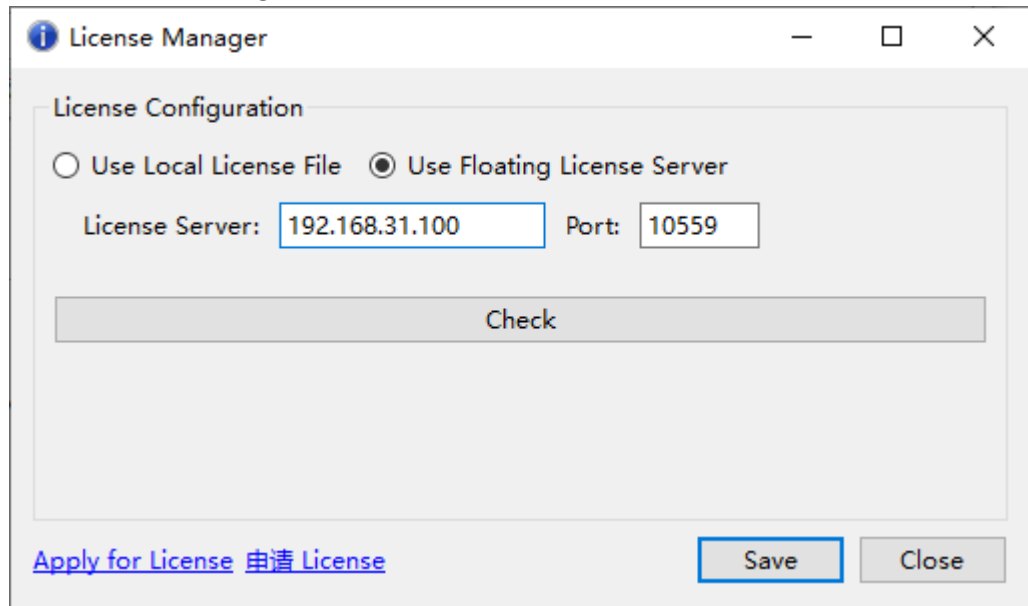 License Manager
License Configuration
Use Local License File Use Floating License Server
License Server: 192.168.31.100 Port: 10559
Check
Apply for License 申请 License Save Close